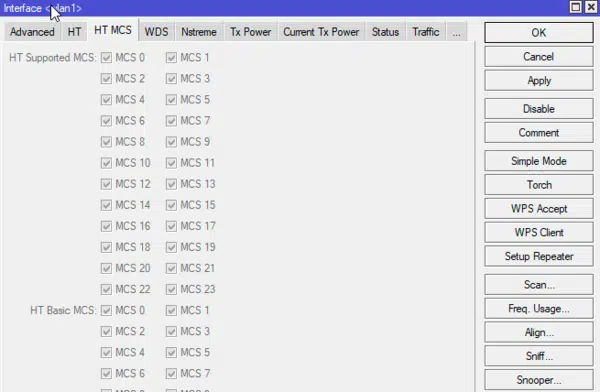 Interface <wlan1>
Advanced HT HT MCS WDS Nstreme Tx Power Current Tx Power Status Traffic ...
HT Supported MCS: MCS 0 MCS 1
MCS 2 MCS 3
MCS 4 MCS 5
MCS 6 MCS 7
MCS 8 MCS 9
MCS 10 MCS 11
MCS 12 MCS 13
MCS 14 MCS 15
MCS 16 MCS 17
MCS 18 MCS 19
MCS 20 MCS 21
MCS 22 MCS 23
HT Basic MCS: MCS 0 MCS 1
MCS 2 MCS 3
MCS 4 MCS 5
MCS 6 MCS 7
OK
Cancel
Apply
Disable
Comment
Simple Mode
Torch
WPS Accept
WPS Client
Setup Repeater
Scan...
Freq. Usage...
Align...
Sniff...
Snooper...